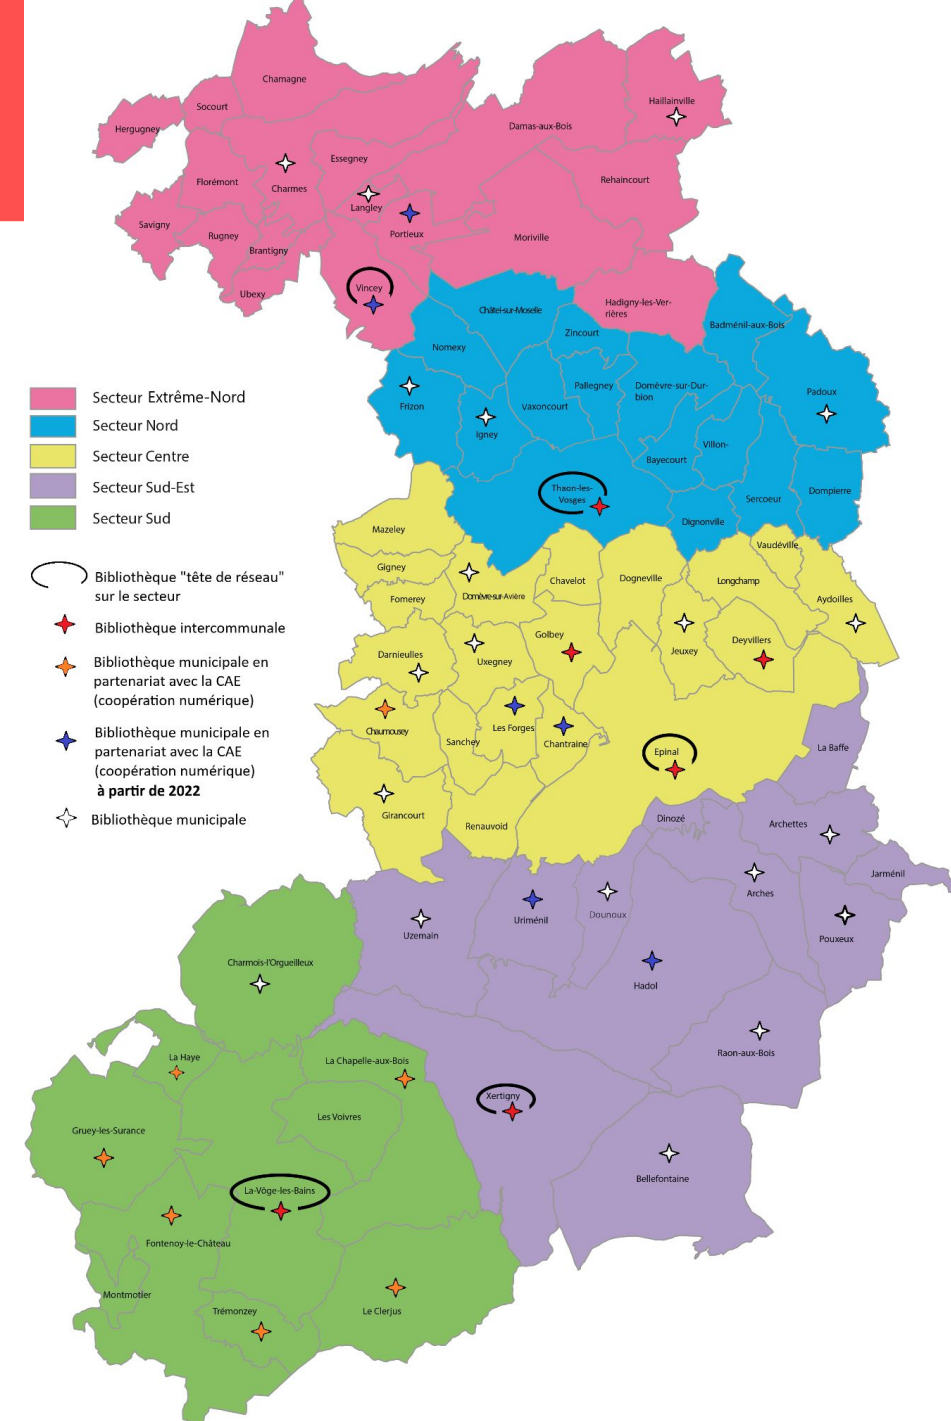 Chamagne
Socourt
Haillainville
Hergugney
Damas-aux-Bois
Essegney
Rehaincourt
Florémont
Charmes
Langley
Savigny
Portieux
Rugney
Moriville
Brantigny
Vincey
Ubexy
Hadigny-les-Ver-
rières
Châtel-sur-Moselle
Badménil-aux-Bois
Zincourt
Nomexy
Pallegney
Domèvre-sur-Dur-
bion
Padoux
Frizon
Vaxoncourt
Igney
Villon-
Bayecourt
Thaon-les-
Vosges
Sercoeur
Dompierre
Dignonville
Secteur Extrême-Nord
Secteur Nord
Secteur Centre
Secteur Sud-Est
Secteur Sud
Bibliothèque "tête de réseau"
sur le secteur
Bibliothèque intercommunale
Bibliothèque municipale en
partenariat avec la CAE
(coopération numérique)
Bibliothèque municipale en
partenariat avec la CAE
(coopération numérique)
à partir de 2022
Bibliothèque municipale
Mazeley
Vaudéville
Gigney
Chavelot
Dogneville
Longchamp
Fomerey
Domèvre-sur-Avière
Aydoilles
Golbey
Deyvillers
Darnieulles
Uxegney
Jeuxey
Chaumousey
Les Forges
Sanchey
Chantraine
Epinal
La Baffe
Girancourt
Renauvoid
Dinozé
Archettes
Jarménil
Arches
Uriménil
Dounoux
Uzemain
Pouxeux
Charmois-l'Orgueilleux
Hadol
Raon-aux-Bois
La Haye
La Chapelle-aux-Bois
Xertigny
Les Voivres
Gruey-les-Surance
Bellefontaine
La-Vôge-les-Bains
Fontenoy-le-Château
Montmotier
Trémonzey
Le Clerjus